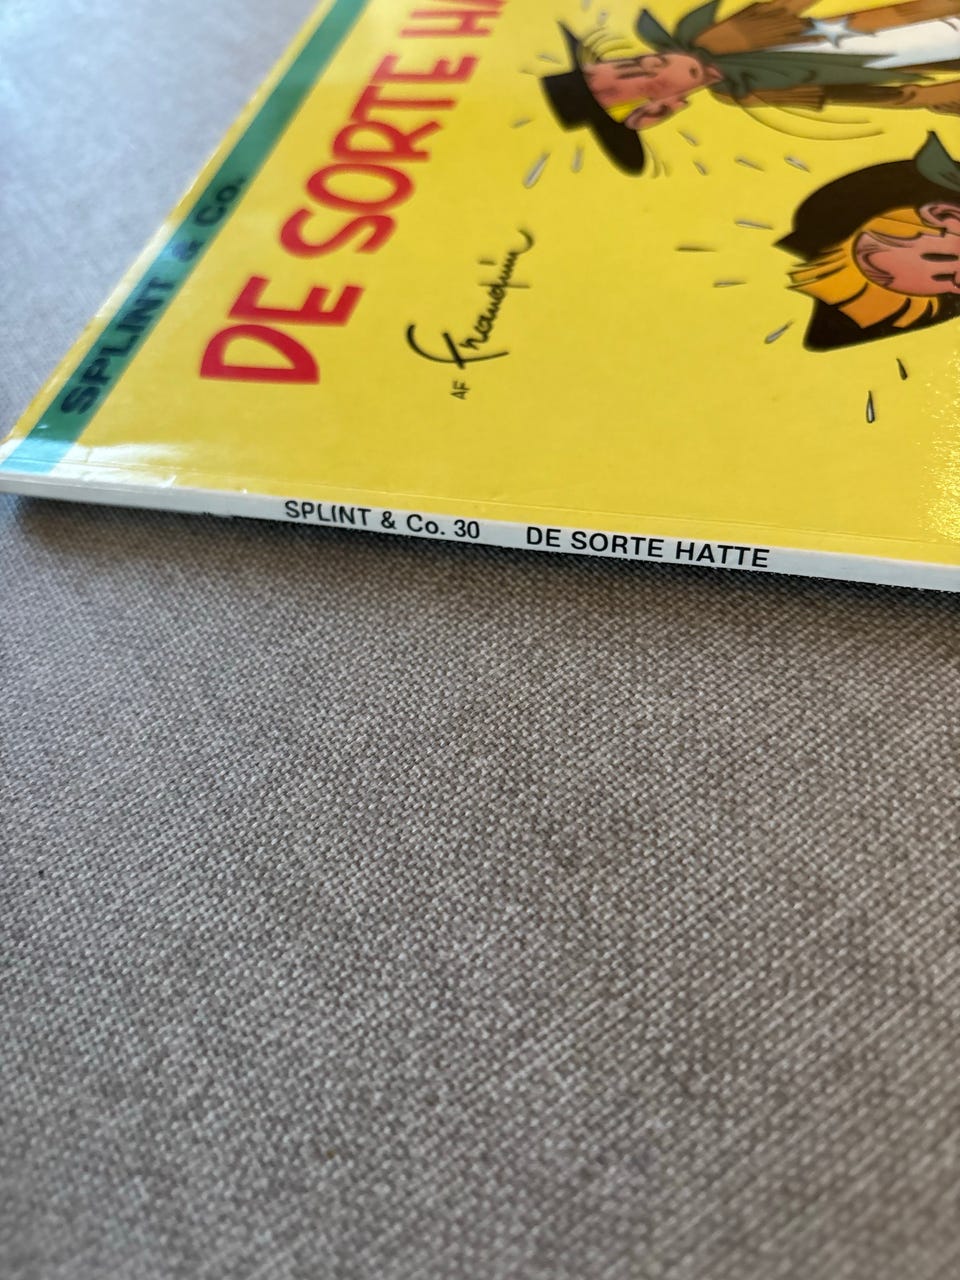 SPLINT & Co.
DE SORTE HA
AF Franquin
SPLINT & Co. 30 DE SORTE HATTE